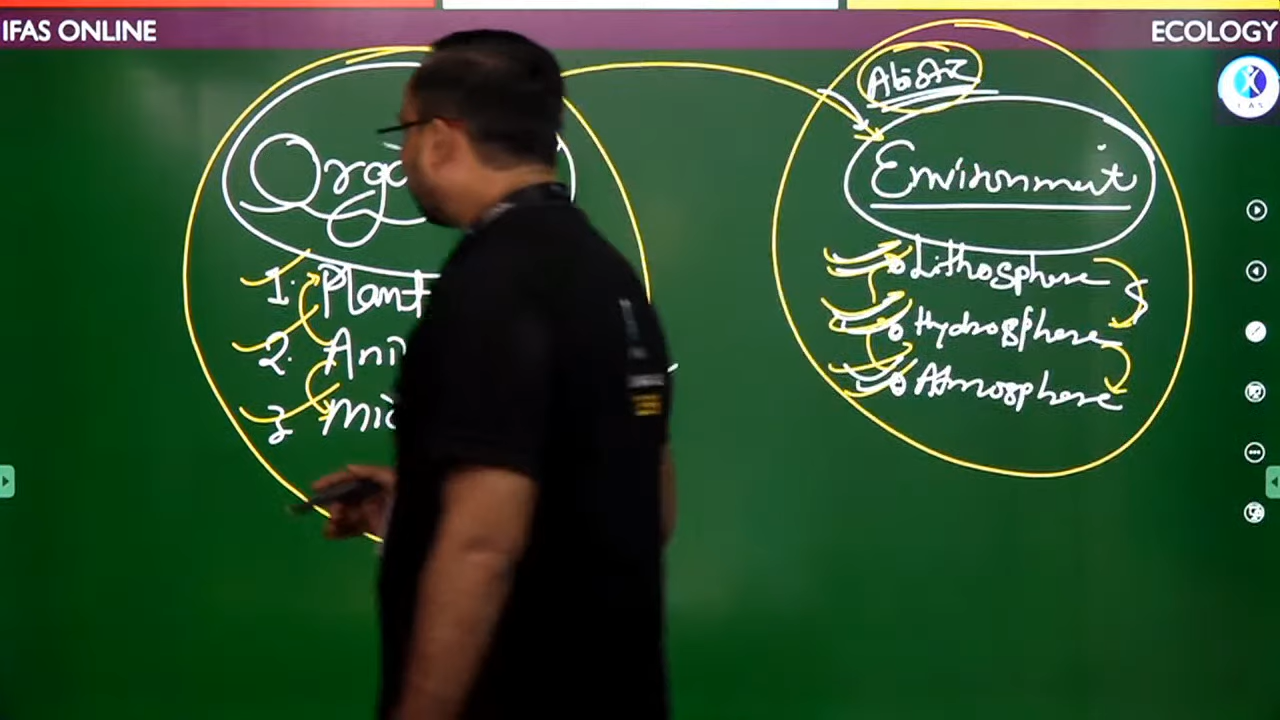 IFAS ONLINE
ECOLOGY
Abiotic
Environment
1. Plant
2. Ani
3 Mic
• Lithosphere
• Hydrosphere
• Atmosphere